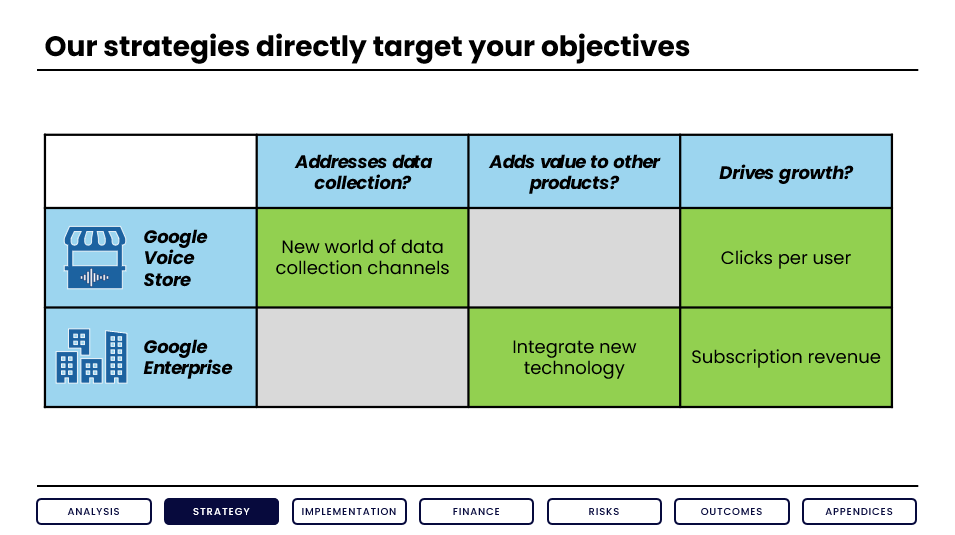 Our strategies directly target your objectives
Addresses data
collection?
Adds value to other
products?
Drives growth?
Google
Voice
Store
New world of data
collection channels
Clicks per user
Google
Enterprise
Integrate new
technology
Subscription revenue
ANALYSIS
STRATEGY
IMPLEMENTATION
FINANCE
RISKS
OUTCOMES
APPENDICES